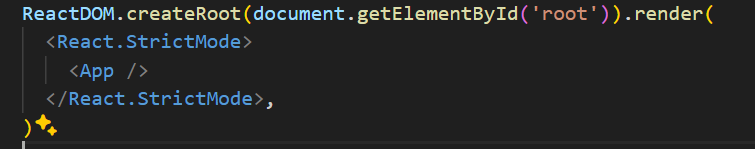 ReactDOM.createRoot(document.getElementById('root')).render(
  <React.StrictMode>
    <App />
  </React.StrictMode>,
)